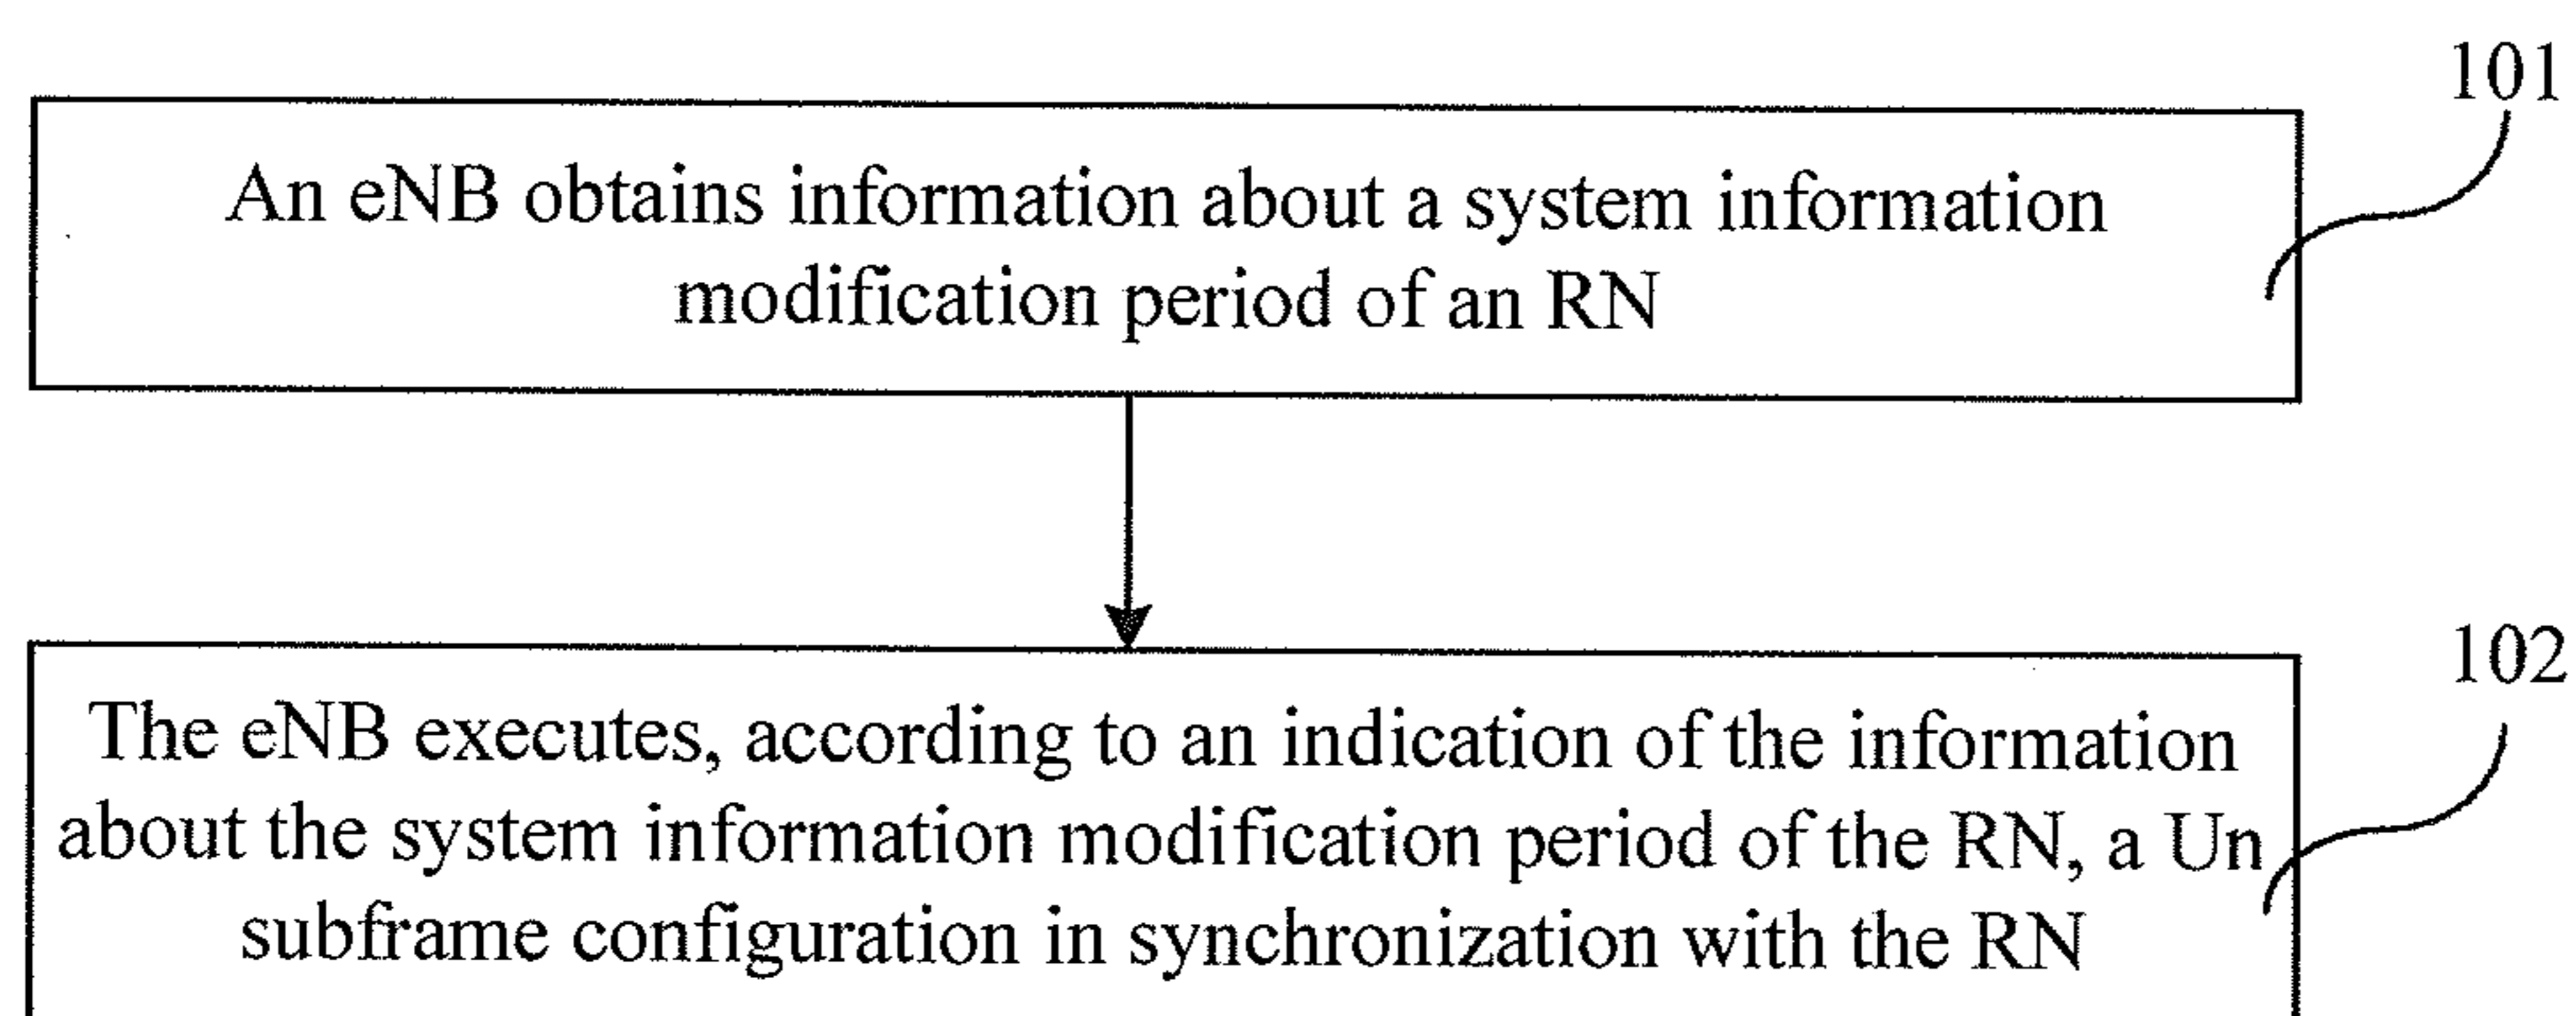 101
An eNB obtains information about a system information
modification period of an RN
102
The eNB executes, according to an indication of the information
about the system information modification period of the RN, a Un
subframe configuration in synchronization with the RN